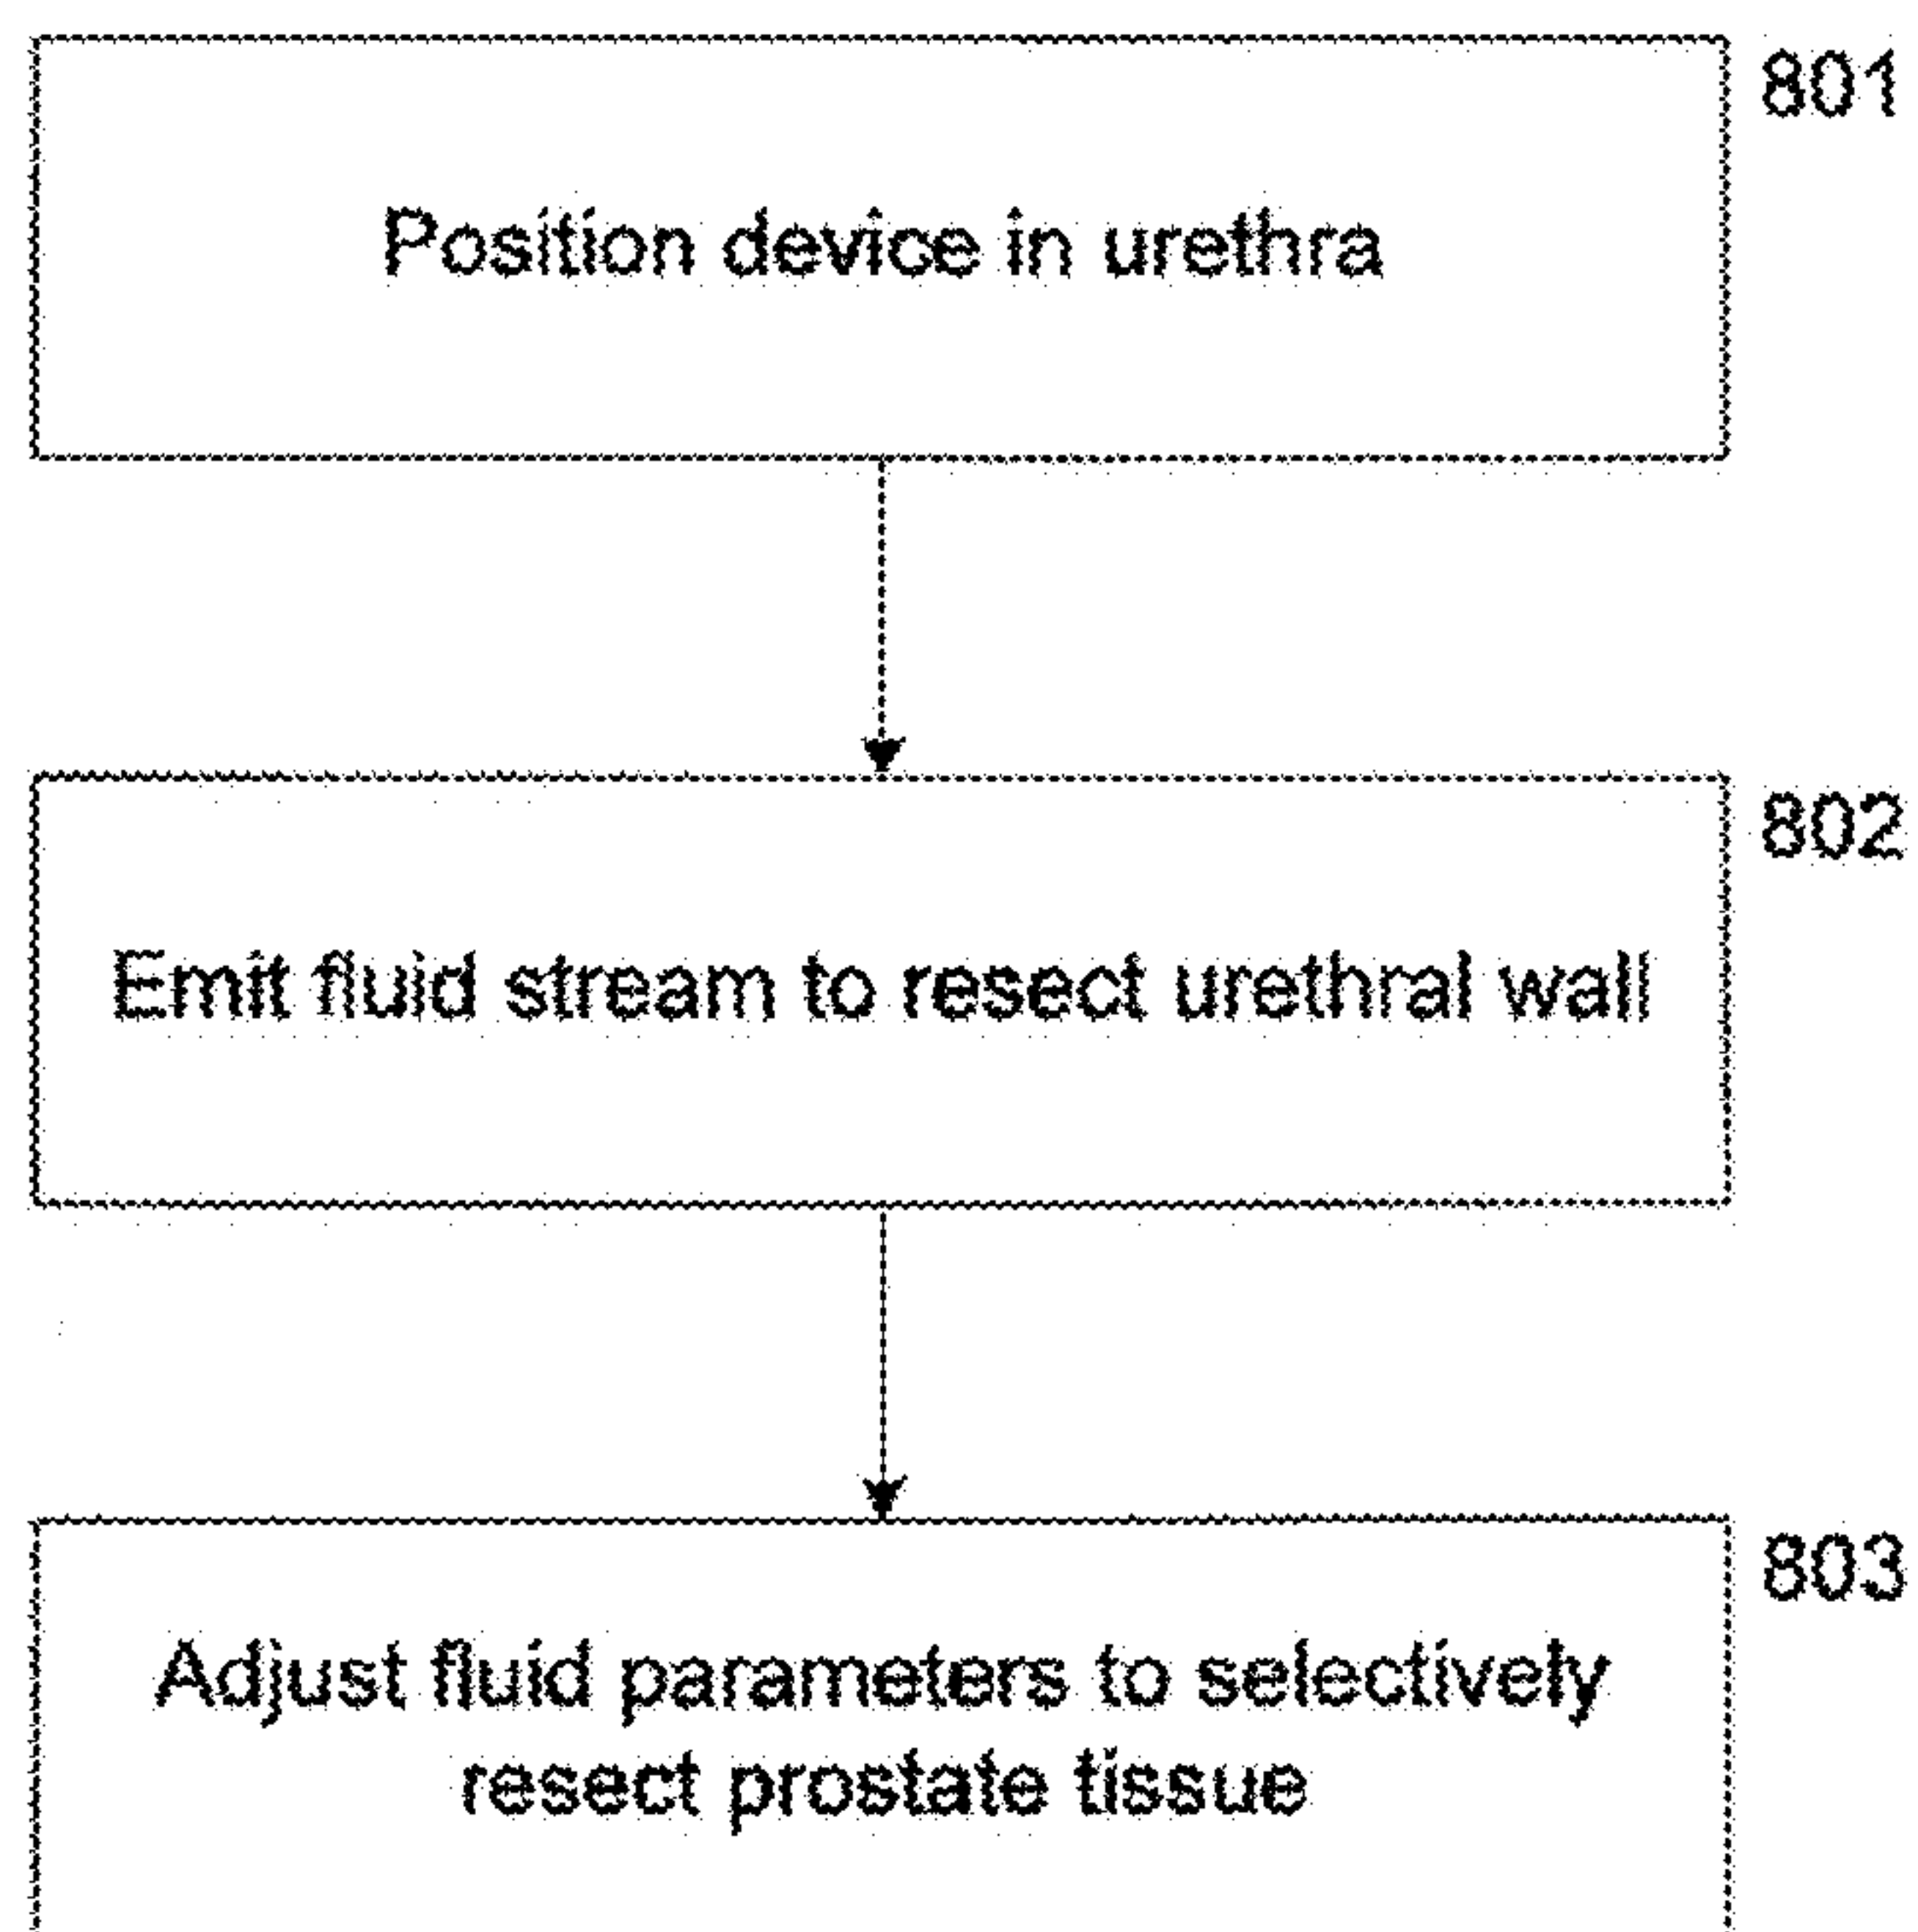 801
Position device in urethra
802
Emit fluid stream to resect urethral wall
803
Adjust fluid parameters to selectively
resect prostate tissue